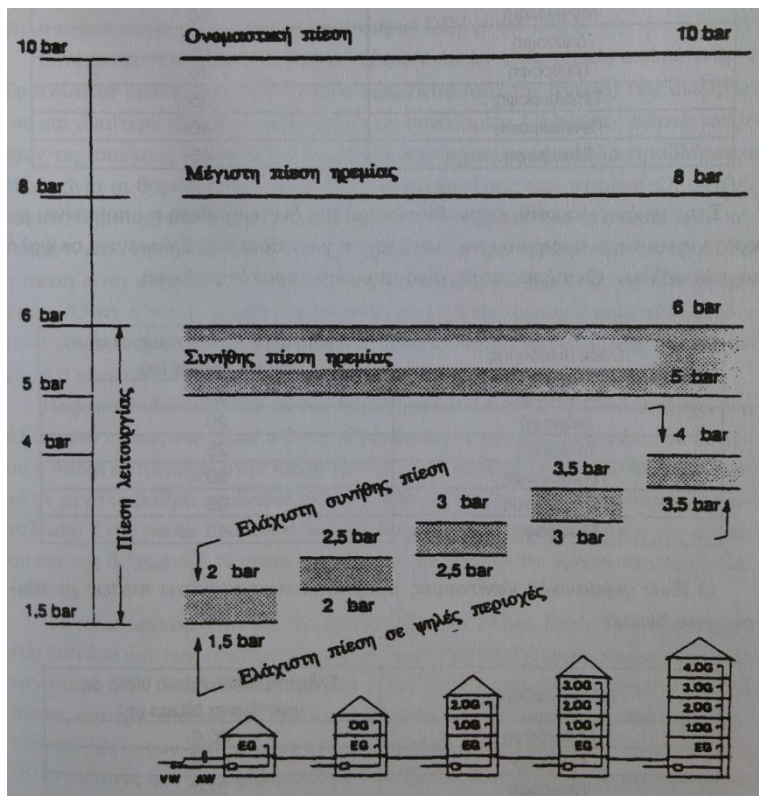 10 bar
Ονομαστική πίεση
10 bar
8 bar
Μέγιστη πίεση ηρεμίας
8 bar
6 bar
6 bar
Συνήθης πίεση ηρεμίας
5 bar
5 bar
4 bar
4 bar
Πίεση λειτουργίας
Ελάχιστη συνήθης πίεση
3.5 bar
3,5 bar
3 bar
3 bar
2,5 bar
2,5 bar
2 bar
2 bar
1,5 bar
1,5 bar
Ελάχιστη πίεση σε ψηλές περιοχές
EG
OG
EG
2.OG
1.OG
EG
3.OG
2.OG
1.OG
EG
4.OG
3.OG
2.OG
1.OG
EG
VW AW